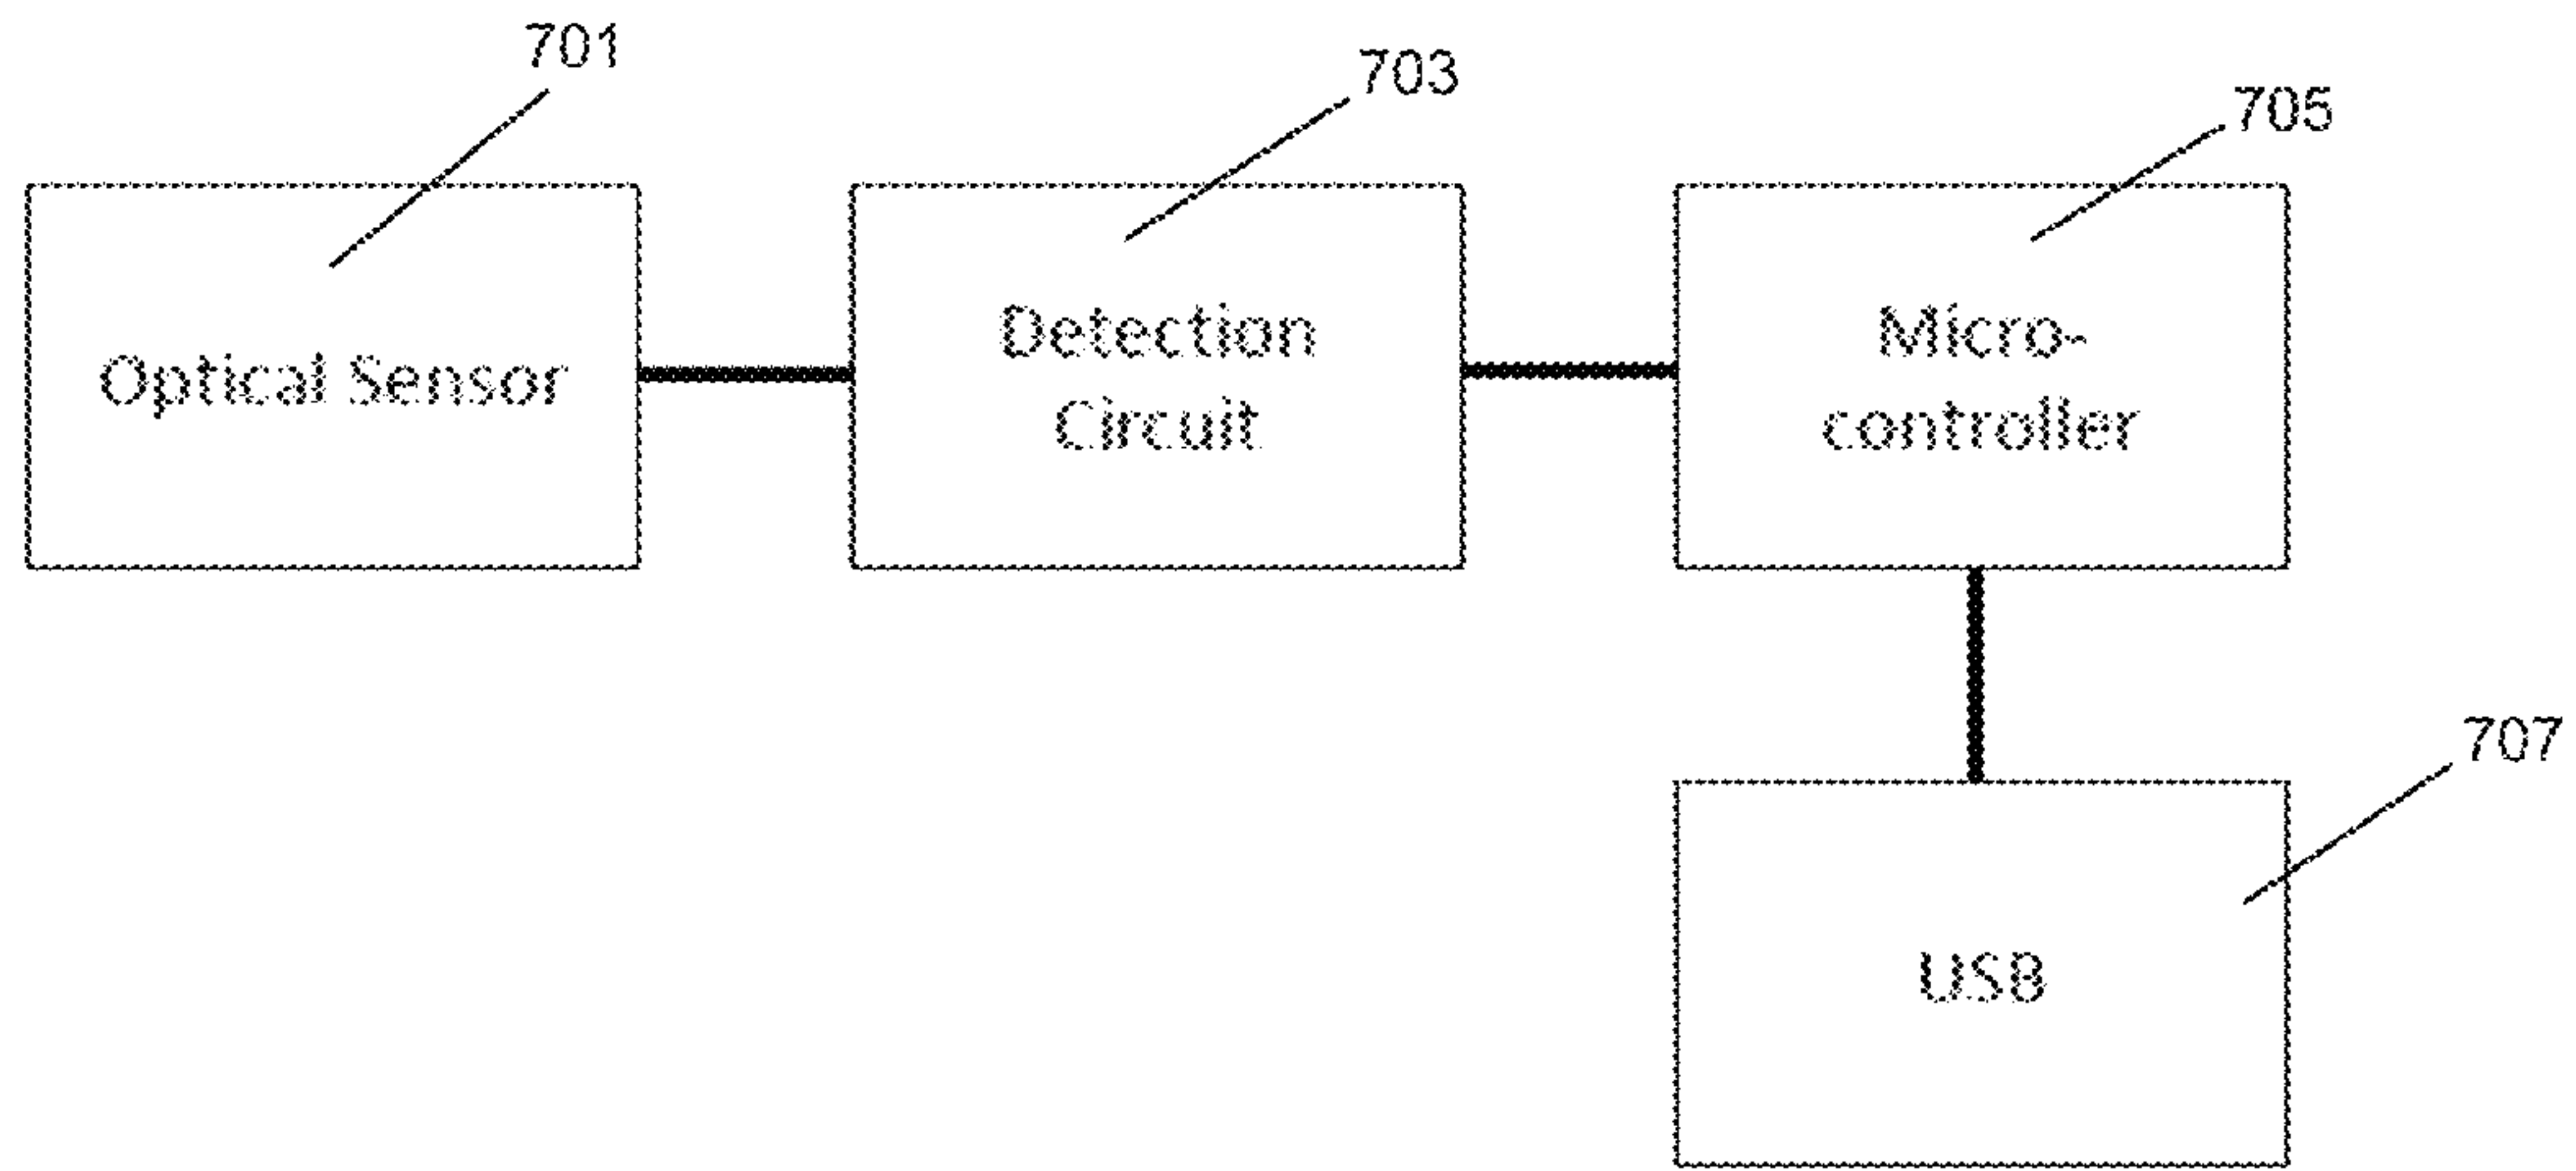 701
703
705
Optical Sensor
Detection
Circuit
Micro-
controller
707
USB